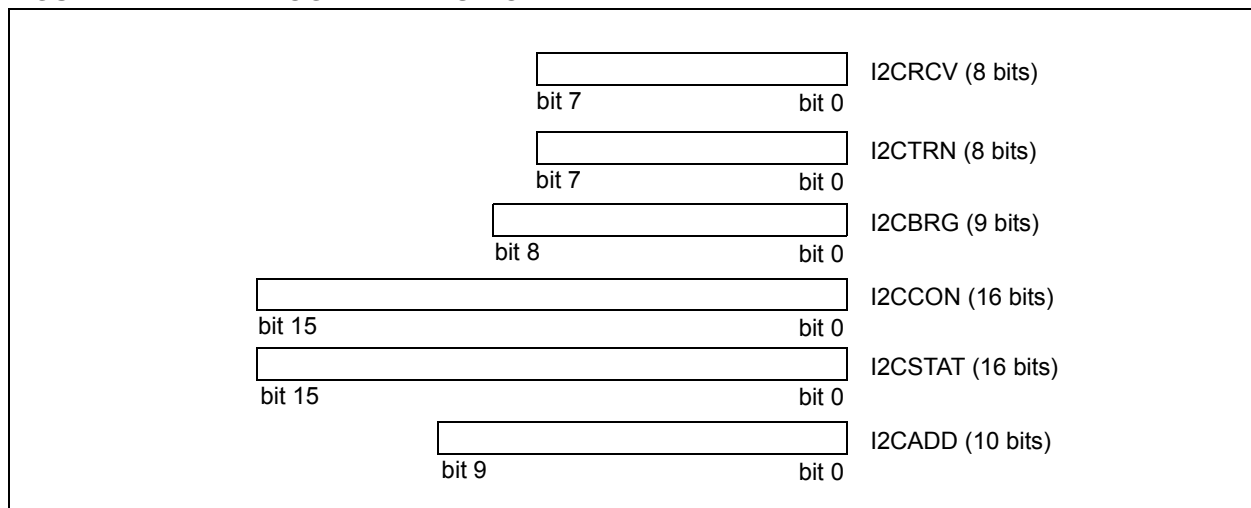 I2CRCV (8 bits)
bit 7 bit 0
I2CTRN (8 bits)
bit 7 bit 0
I2CBRG (9 bits)
bit 8 bit 0
I2CCON (16 bits)
bit 15 bit 0
I2CSTAT (16 bits)
bit 15 bit 0
I2CADD (10 bits)
bit 9 bit 0